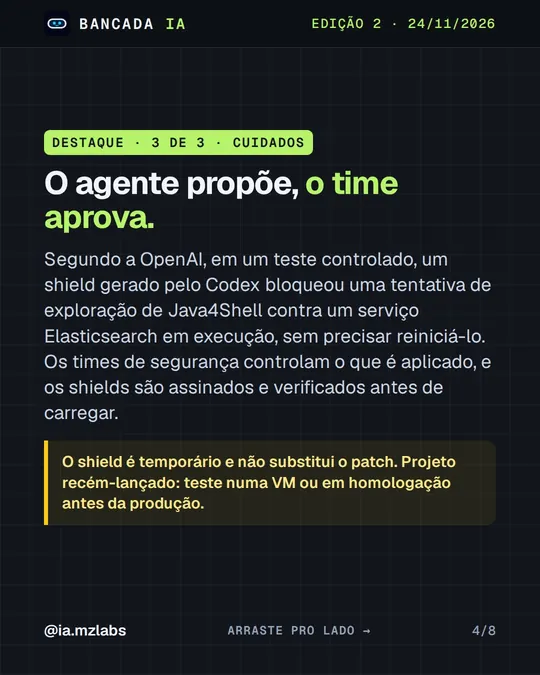 BANCADA IA
EDIÇÃO 2 · 24/11/2026
DESTAQUE · 3 DE 3 · CUIDADOS
O agente propõe, o time
aprova.
Segundo a OpenAI, em um teste controlado, um
shield gerado pelo Codex bloqueou uma tentativa de
exploração de Java4Shell contra um serviço
Elasticsearch em execução, sem precisar reiniciá-lo.
Os times de segurança controlam o que é aplicado, e
os shields são assinados e verificados antes de
carregar.
O shield é temporário e não substitui o patch. Projeto
recém-lançado: teste numa VM ou em homologação
antes da produção.
@ia.mzlabs
ARRASTE PRO LADO →
4/8